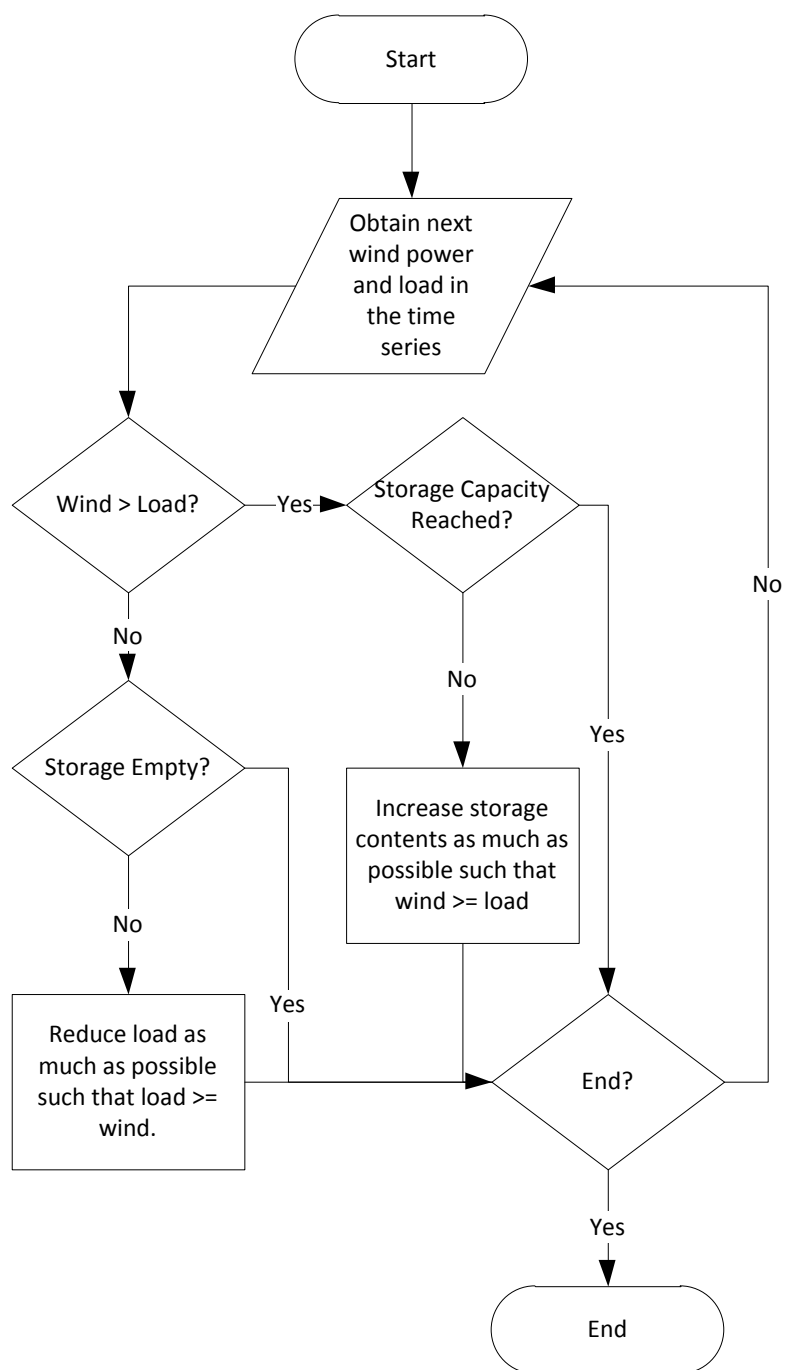 Start
Obtain next
wind power
and load in
the time
series
Wind > Load?
Yes
Storage Capacity
Reached?
No
No
No
Yes
Storage Empty?
Increase storage
contents as much as
possible such that
wind >= load
No
Yes
Reduce load as
much as possible
such that load >=
wind.
End?
Yes
End